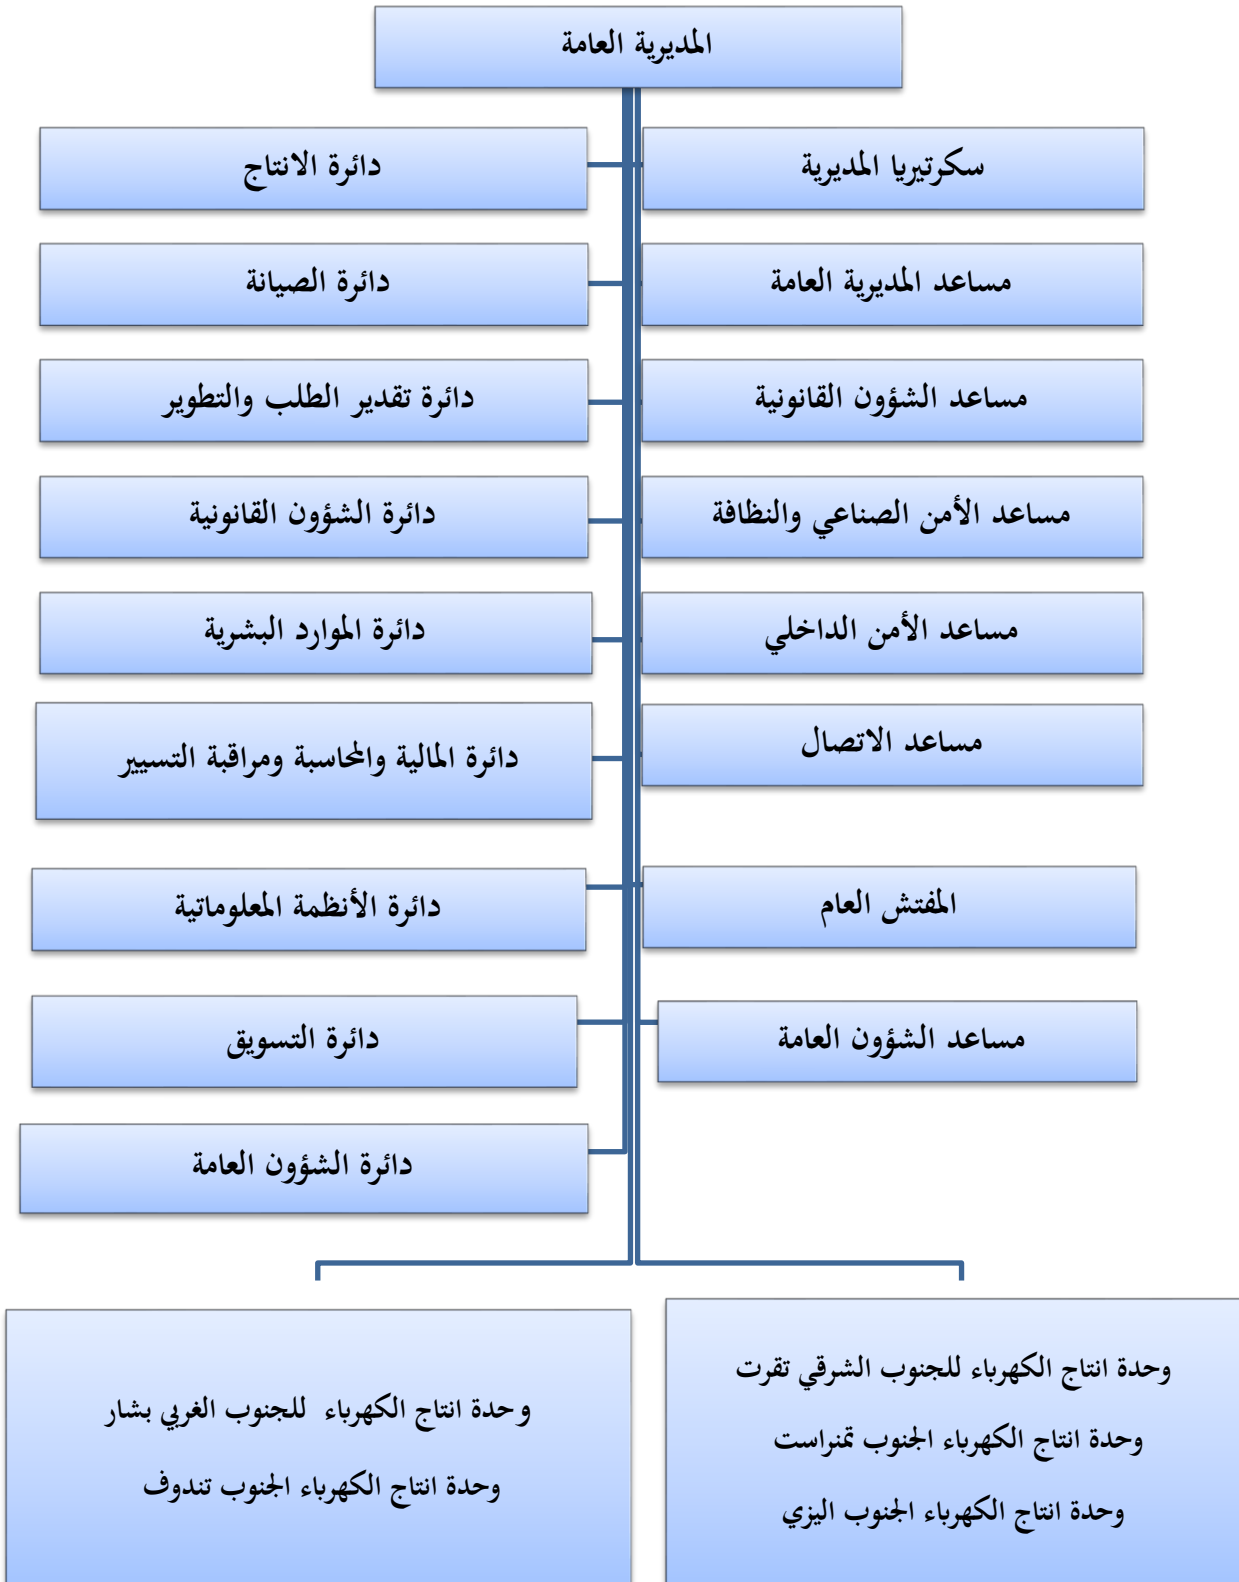 المديرية العامة
سكرتيريا المديرية
دائرة الانتاج
مساعد المديرية العامة
دائرة الصيانة
مساعد الشؤون القانونية
دائرة تقدير الطلب والتطوير
مساعد الأمن الصناعي والنظافة
دائرة الشؤون القانونية
مساعد الأمن الداخلي
دائرة الموارد البشرية
مساعد الاتصال
دائرة المالية والمحاسبة ومراقبة التسيير
المفتش العام
دائرة الأنظمة المعلوماتية
مساعد الشؤون العامة
دائرة التسويق
دائرة الشؤون العامة
وحدة انتاج الكهرباء للجنوب الشرقي تقرت
وحدة انتاج الكهرباء الجنوب تمنراست
وحدة انتاج الكهرباء الجنوب اليزي
وحدة انتاج الكهرباء للجنوب الغربي بشار
وحدة انتاج الكهرباء الجنوب تندوف